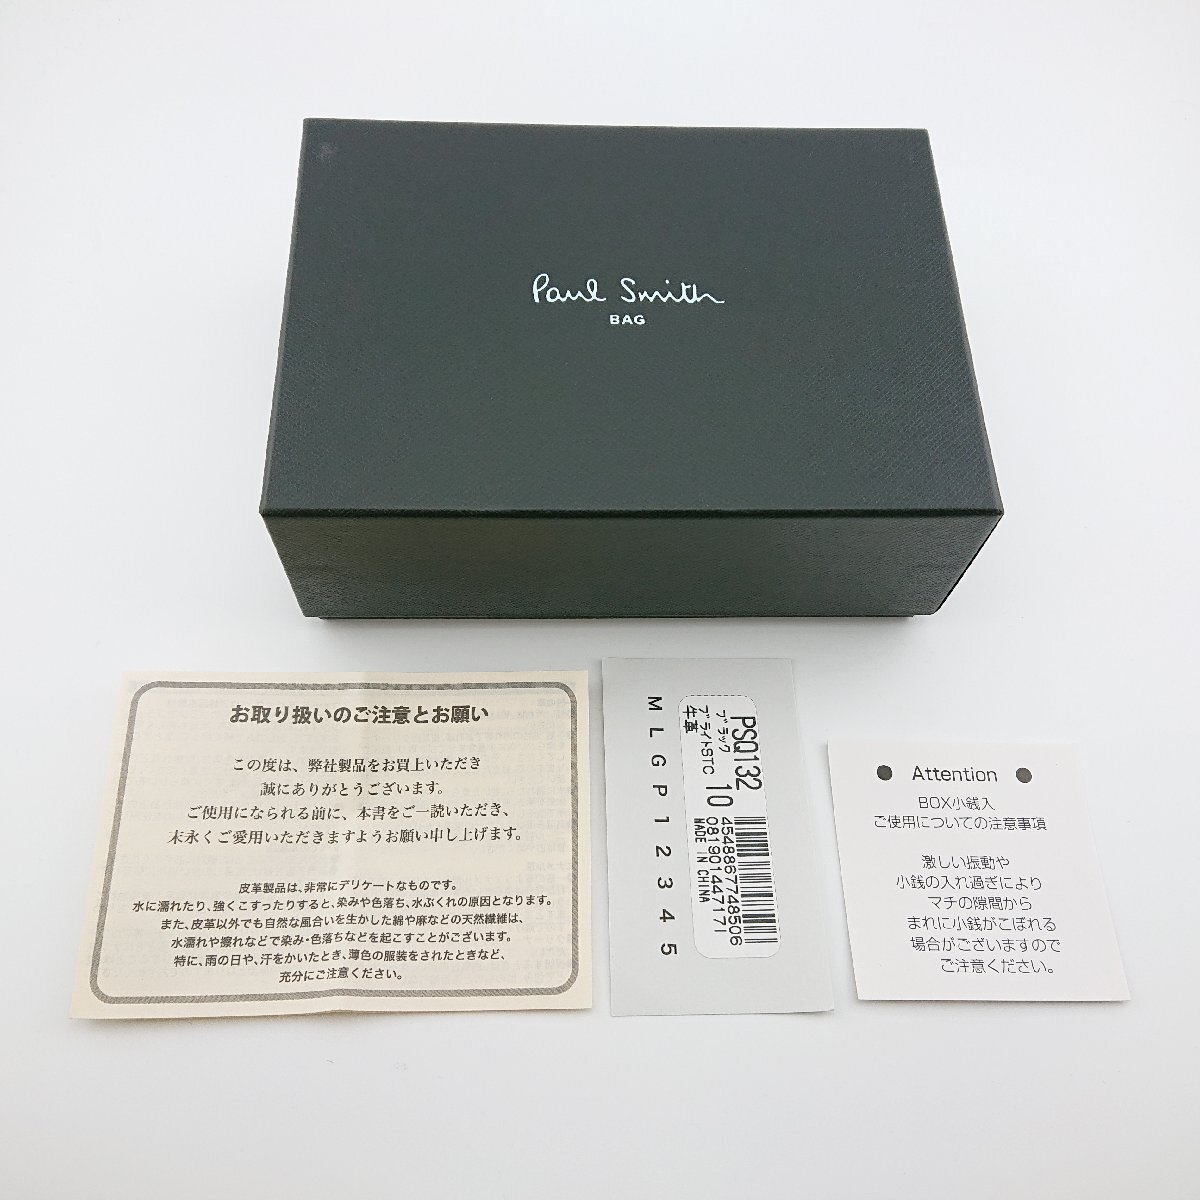 Paul Smith
BAG
お取り扱いのご注意とお願い
この度は、弊社製品をお買上いただき
誠にありがとうございます。
ご使用になられる前に、本書をご一読いただき、
末永くご愛用いただきますようお願い申し上げます。
皮革製品は、非常にデリケートなものです。
水に濡れたり、強くこすったりすると、染みや色落ち、水ぶくれの原因となります。
また、皮革以外でも自然な風合いを生かした綿や麻などの天然繊維は、
水濡れや擦れなどで染み・色落ちなどを起こすことがございます。
特に、雨の日や、汗をかいたとき、薄色の服装をされたときなど、
充分にご注意ください。
PSQ132
ブラック 10
ブライトSTC
牛革
4548867748506
081901447171
MADE IN CHINA
M L G P 1 2 3 4 5
● Attention ●
BOX小銭入
ご使用についての注意事項
激しい振動や
小銭の入れ過ぎにより
マチの隙間から
まれに小銭がこぼれる
場合がございますので
ご注意ください。